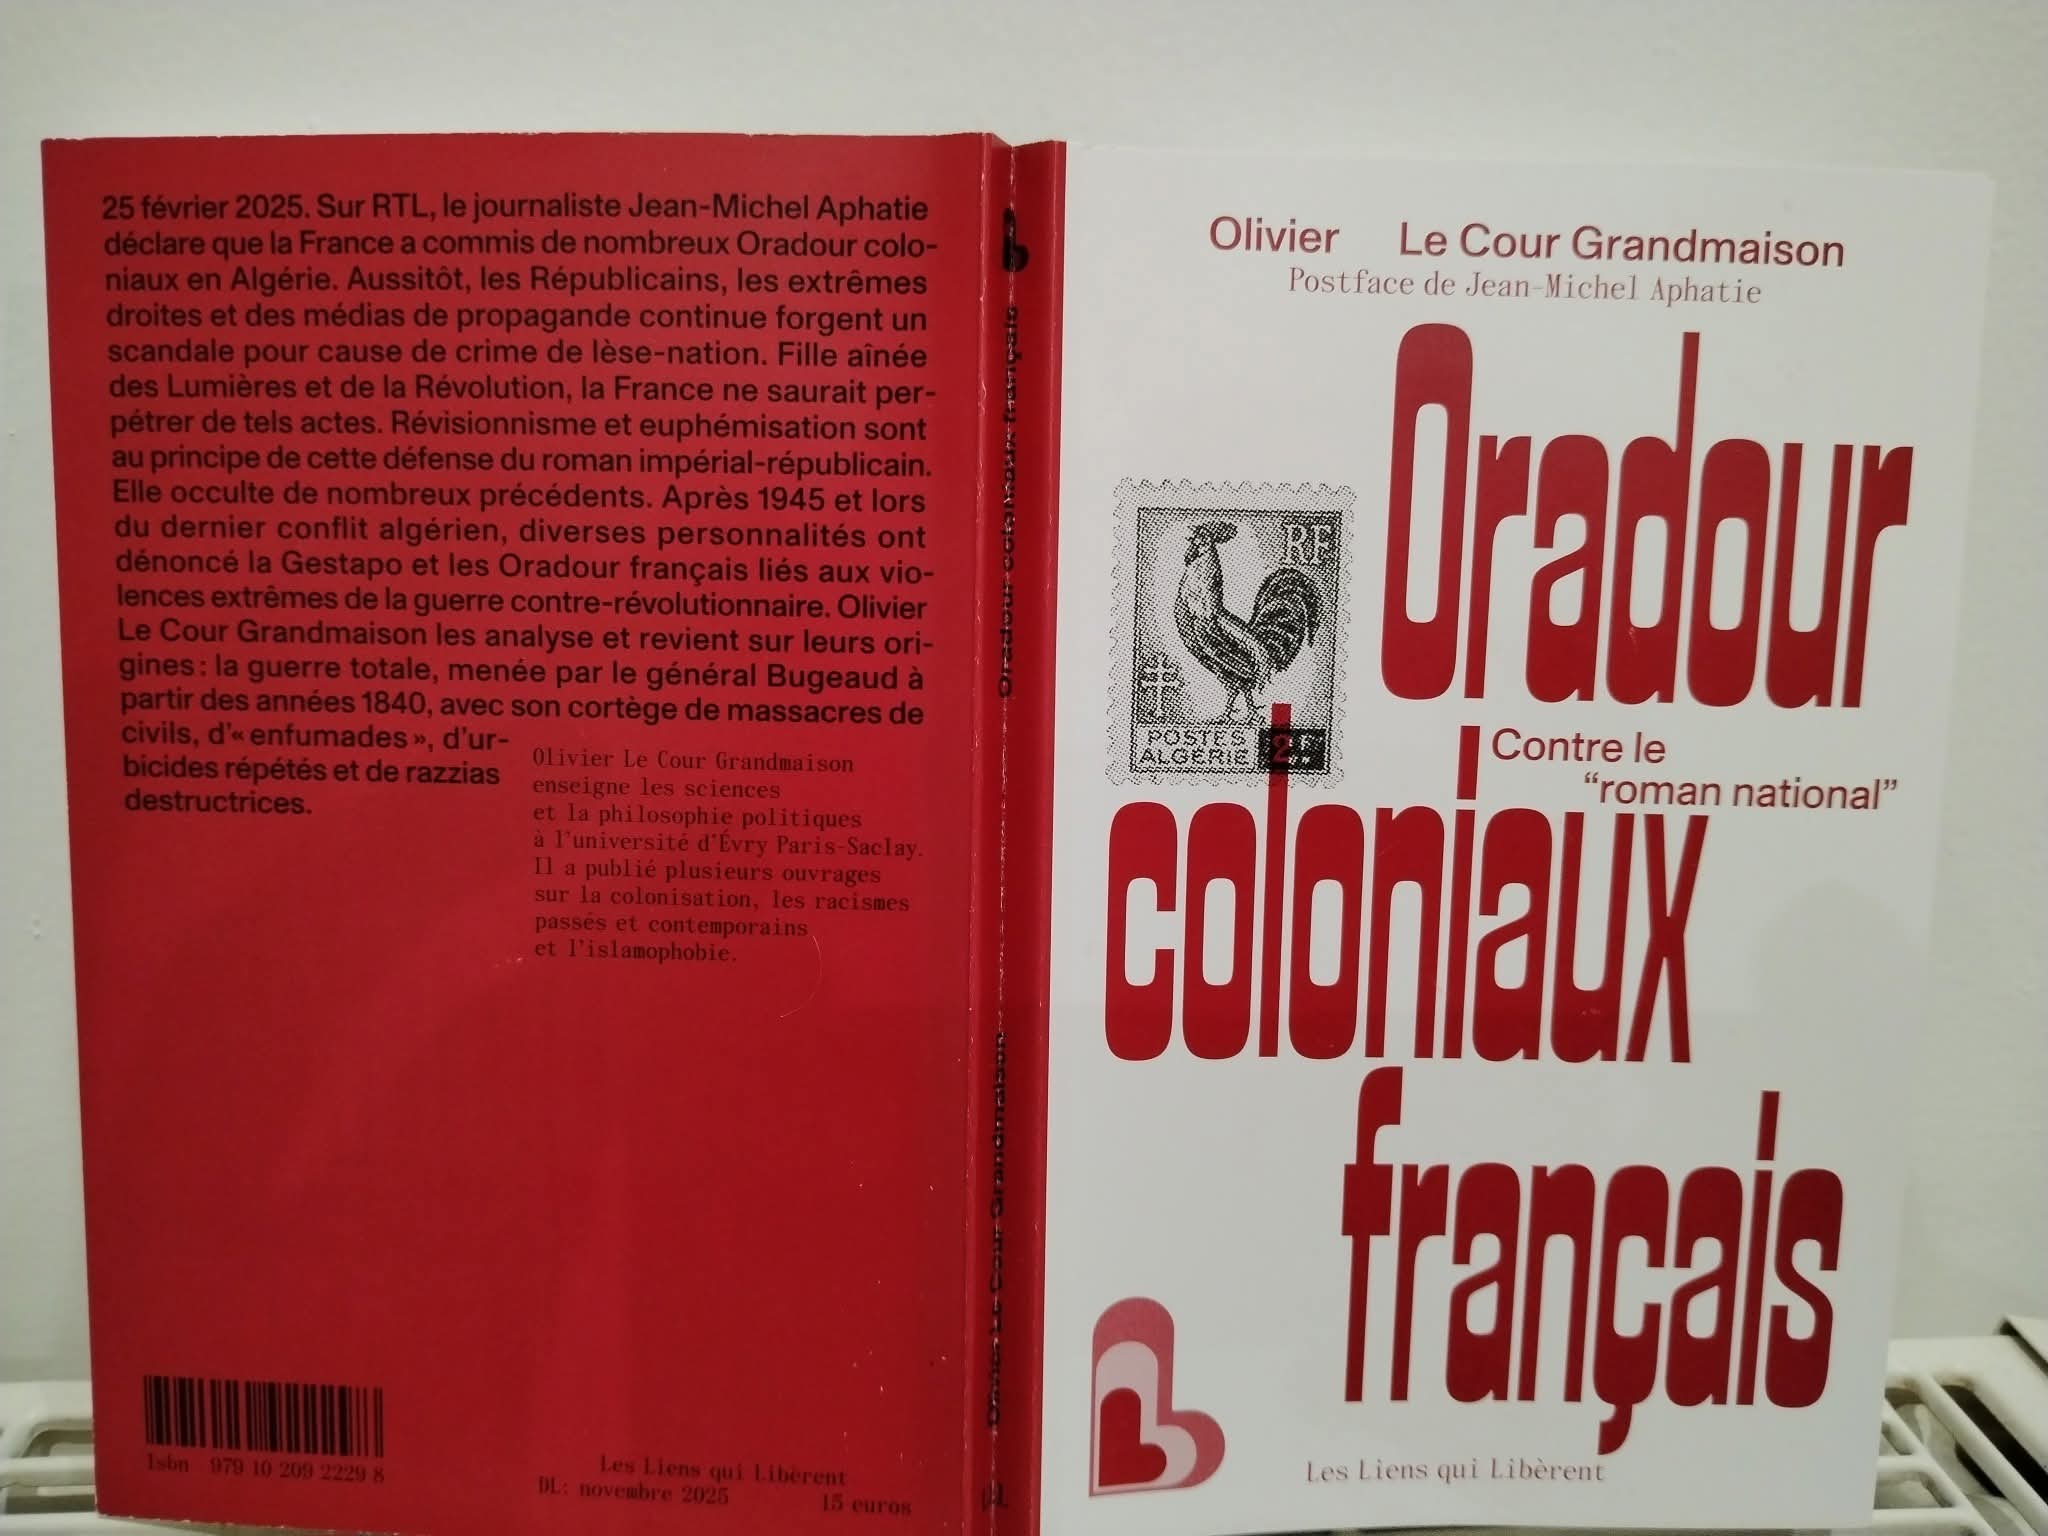 25 février 2025. Sur RTL, le journaliste Jean-Michel Aphatie
déclare que la France a commis de nombreux Oradour colo-
niaux en Algérie. Aussitôt, les Républicains, les extrêmes
droites et des médias de propagande continue forgent un
scandale pour cause de crime de lèse-nation. Fille aînée
des Lumières et de la Révolution, la France ne saurait per-
pétrer de tels actes. Révisionnisme et euphémisation sont
au principe de cette défense du roman impérial-républicain.
Elle occulte de nombreux précédents. Après 1945 et lors
du dernier conflit algérien, diverses personnalités ont
dénoncé la Gestapo et les Oradour français liés aux vio-
lences extrêmes de la guerre contre-révolutionnaire. Olivier
Le Cour Grandmaison les analyse et revient sur leurs ori-
gines : la guerre totale, menée par le général Bugeaud à
partir des années 1840, avec son cortège de massacres de
civils, d'« enfumades », d'ur-
bicides répétés et de razzias
destructrices.
Olivier Le Cour Grandmaison
enseigne les sciences
et la philosophie politiques
à l'université d'Évry Paris-Saclay.
Il a publié plusieurs ouvrages
sur la colonisation, les racismes
passés et contemporains
et l'islamophobie.
Isbn 979 10 209 2229 8
Les Liens qui Libèrent
DL: novembre 2025
15 euros
Oradour coloniaux français
Olivier Le Cour Grandmaison
Olivier Le Cour Grandmaison
Postface de Jean-Michel Aphatie
Oradour
RF
POSTES
ALGÉRIE
2F
Contre le
“roman national”
coloniaux
français
Les Liens qui Libèrent